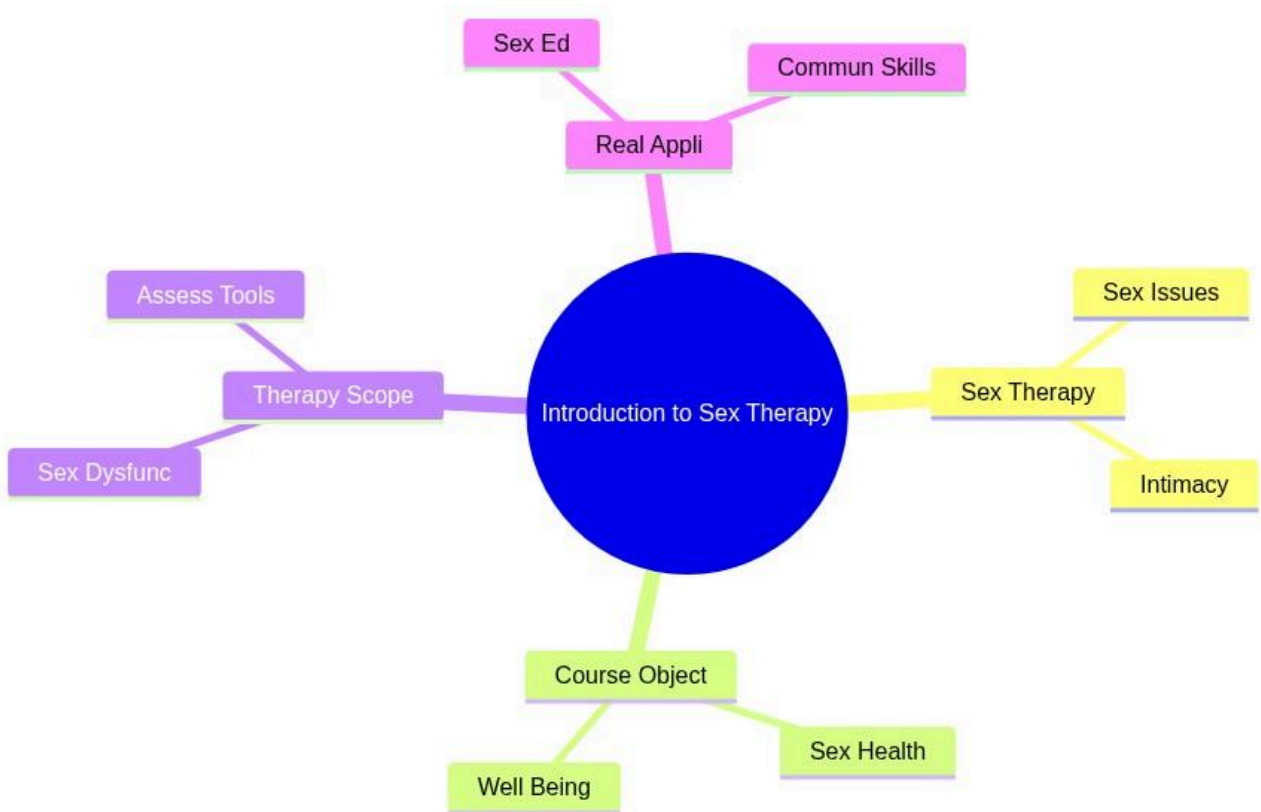 Sex Ed
Commun Skills
Real Appli
Assess Tools
Therapy Scope
Sex Dysfunc
Introduction to Sex Therapy
Sex Issues
Sex Therapy
Intimacy
Course Object
Sex Health
Well Being